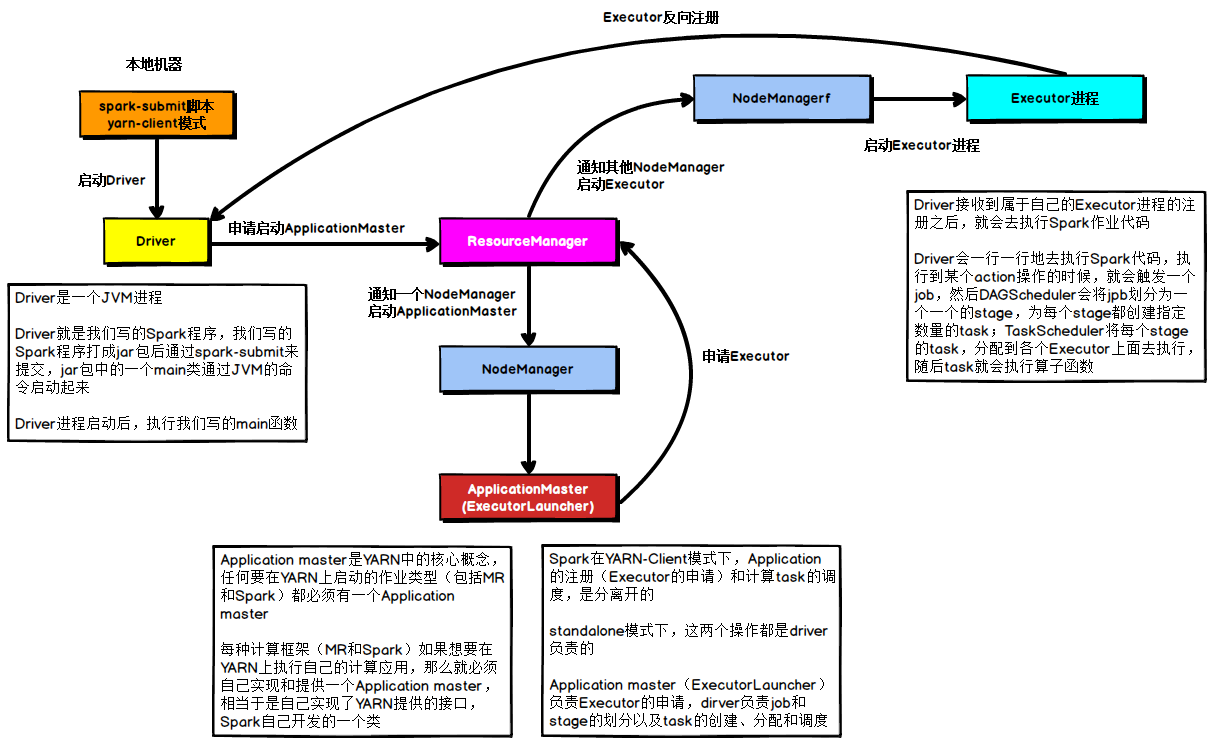 Executor反向注册
本地机器
spark-submit脚本
yarn-client模式
NodeManagerf
Executor进程
启动Executor进程
通知其他NodeManager
启动Executor
启动Driver
Driver
申请启动ApplicationMaster
ResourceManager
Driver接收到属于自己的Executor进程的注
册之后，就会去执行Spark作业代码
Driver会一行一行地去执行Spark代码，执
行到某个action操作的时候，就会触发一个
job，然后DAGScheduler会将jpb划分为一
个一个的stage，为每个stage都创建指定
数量的task；TaskScheduler将每个stage
的task，分配到各个Executor上面去执行，
随后task就会执行算子函数
Driver是一个JVM进程
Driver就是我们写的Spark程序，我们写的
Spark程序打成jar包后通过spark-submit来
提交，jar包中的一个main类通过JVM的命
令启动起来
Driver进程启动后，执行我们写的main函数
通知一个NodeManager
启动ApplicationMaster
申请Executor
NodeManager
ApplicationMaster
(ExecutorLauncher)
Application master是YARN中的核心概念，
任何要在YARN上启动的作业类型（包括MR
和Spark）都必须有一个Application
master
每种计算框架（MR和Spark）如果想要在
YARN上执行自己的计算应用，那么就必须
自己实现和提供一个Application master，
相当于是自己实现了YARN提供的接口，
Spark自己开发的一个类
Spark在YARN-Client模式下，Application
的注册（Executor的申请）和计算task的调
度，是分离开的
standalone模式下，这两个操作都是driver
负责的
Application master（ExecutorLauncher）
负责Executor的申请，dirver负责job和
stage的划分以及task的创建、分配和调度